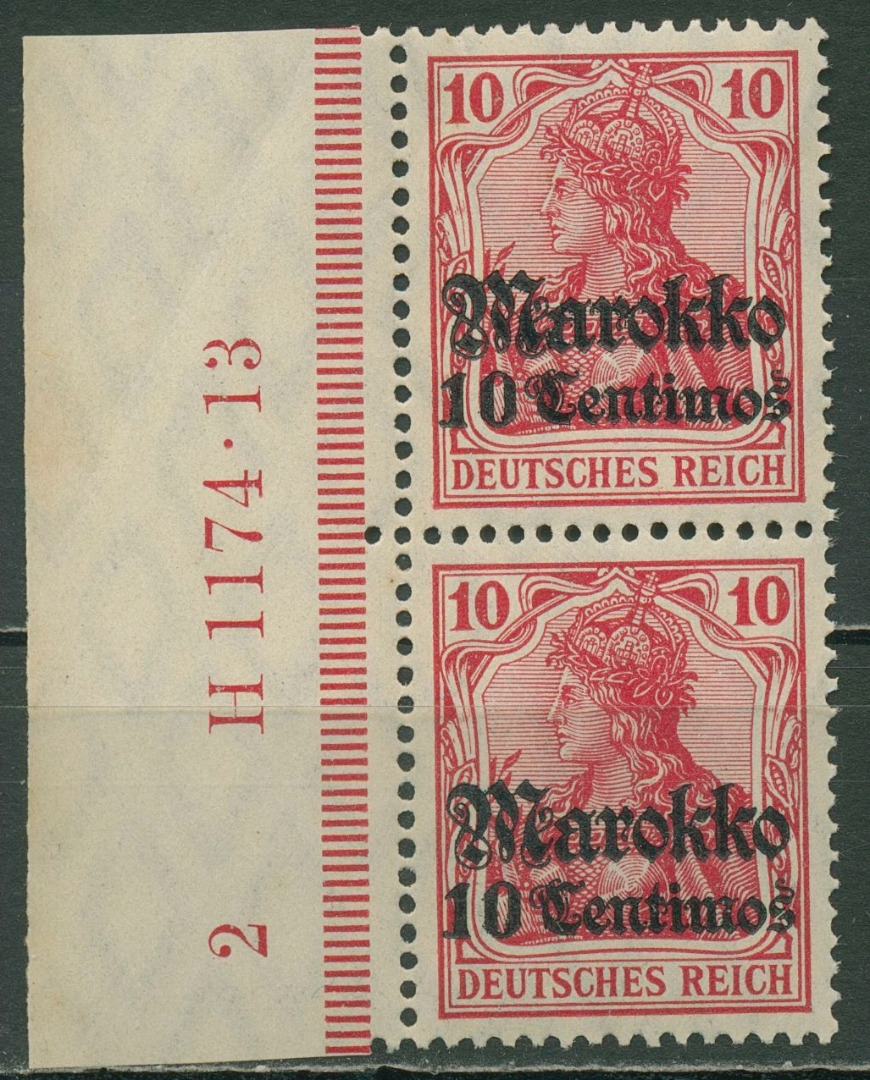 10 10
Marokko
10 Centimos
DEUTSCHES REICH
10 10
Marokko
10 Centimos
DEUTSCHES REICH
2 H 1174·13